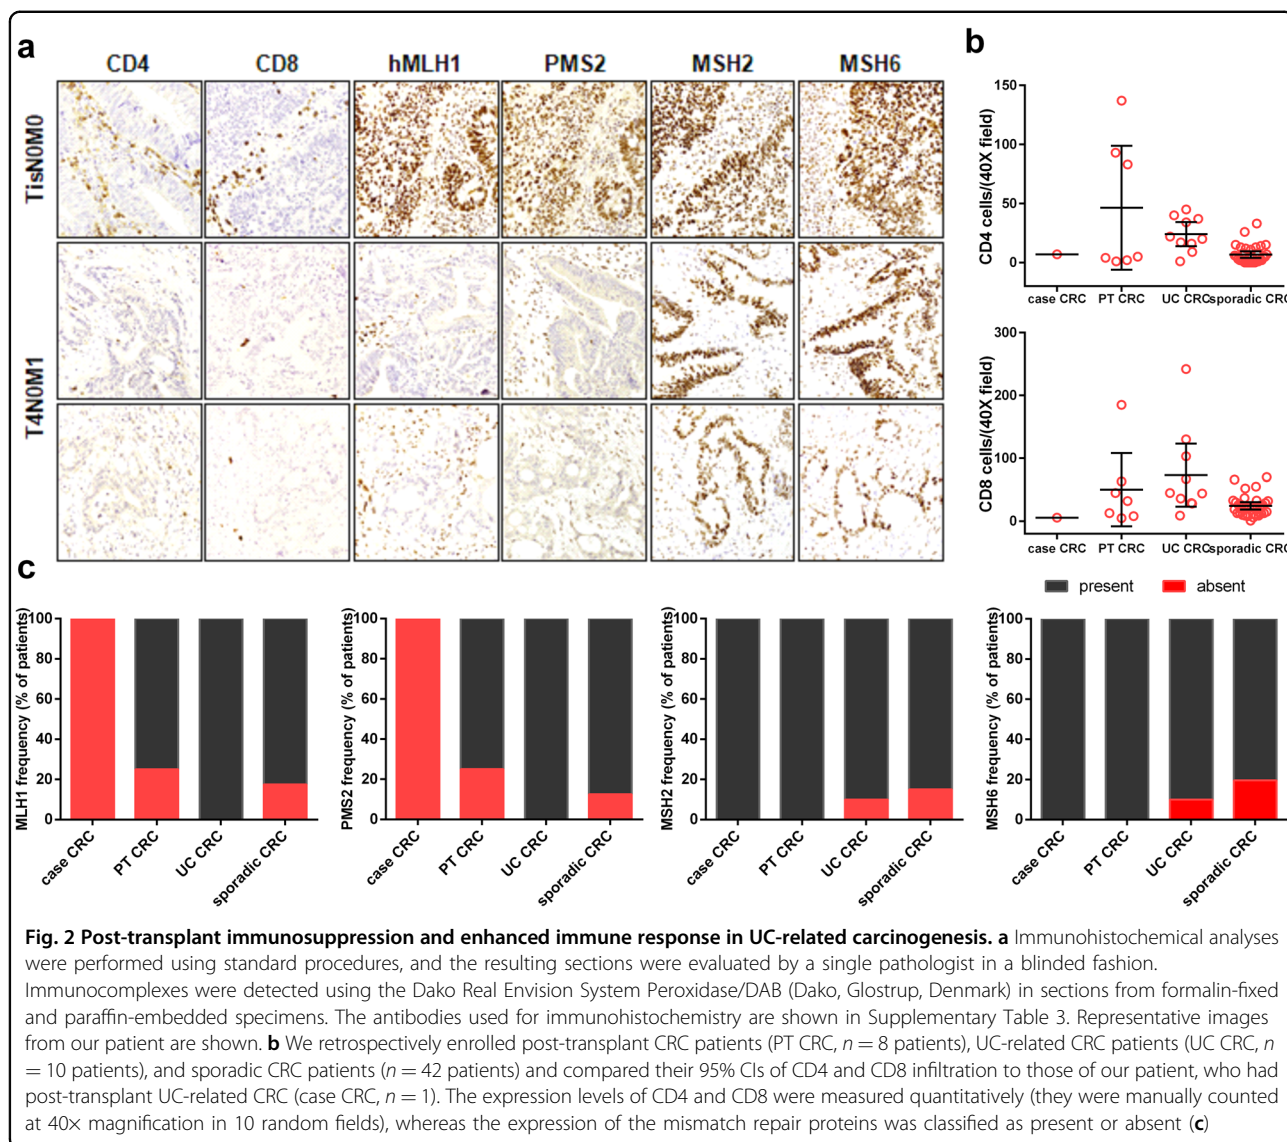 a
CD4 CD8 hMLH1 PMS2 MSH2 MSH6
TisN0M0
T4N0M1
b
CD4 cells/(40X field)
150
100
50
0
case CRC PT CRC UC CRC sporadic CRC
CD8 cells/(40X field)
300
200
100
0
case CRC PT CRC UC CRC sporadic CRC
c
present absent
MLH1 frequency (% of patients)
100
80
60
40
20
0
case CRC PT CRC UC CRC sporadic CRC
PMS2 frequency (% of patients)
100
80
60
40
20
0
case CRC PT CRC UC CRC sporadic CRC
MSH2 frequency (% of patients)
100
80
60
40
20
0
case CRC PT CRC UC CRC sporadic CRC
MSH6 frequency (% of patients)
100
80
60
40
20
0
case CRC PT CRC UC CRC sporadic CRC
Fig. 2 Post-transplant immunosuppression and enhanced immune response in UC-related carcinogenesis. a Immunohistochemical analyses
were performed using standard procedures, and the resulting sections were evaluated by a single pathologist in a blinded fashion.
Immunocomplexes were detected using the Dako Real Envision System Peroxidase/DAB (Dako, Glostrup, Denmark) in sections from formalin-fixed
and paraffin-embedded specimens. The antibodies used for immunohistochemistry are shown in Supplementary Table 3. Representative images
from our patient are shown. b We retrospectively enrolled post-transplant CRC patients (PT CRC, n = 8 patients), UC-related CRC patients (UC CRC, n
= 10 patients), and sporadic CRC patients (n = 42 patients) and compared their 95% CIs of CD4 and CD8 infiltration to those of our patient, who had
post-transplant UC-related CRC (case CRC, n = 1). The expression levels of CD4 and CD8 were measured quantitatively (they were manually counted
at 40× magnification in 10 random fields), whereas the expression of the mismatch repair proteins was classified as present or absent (c)